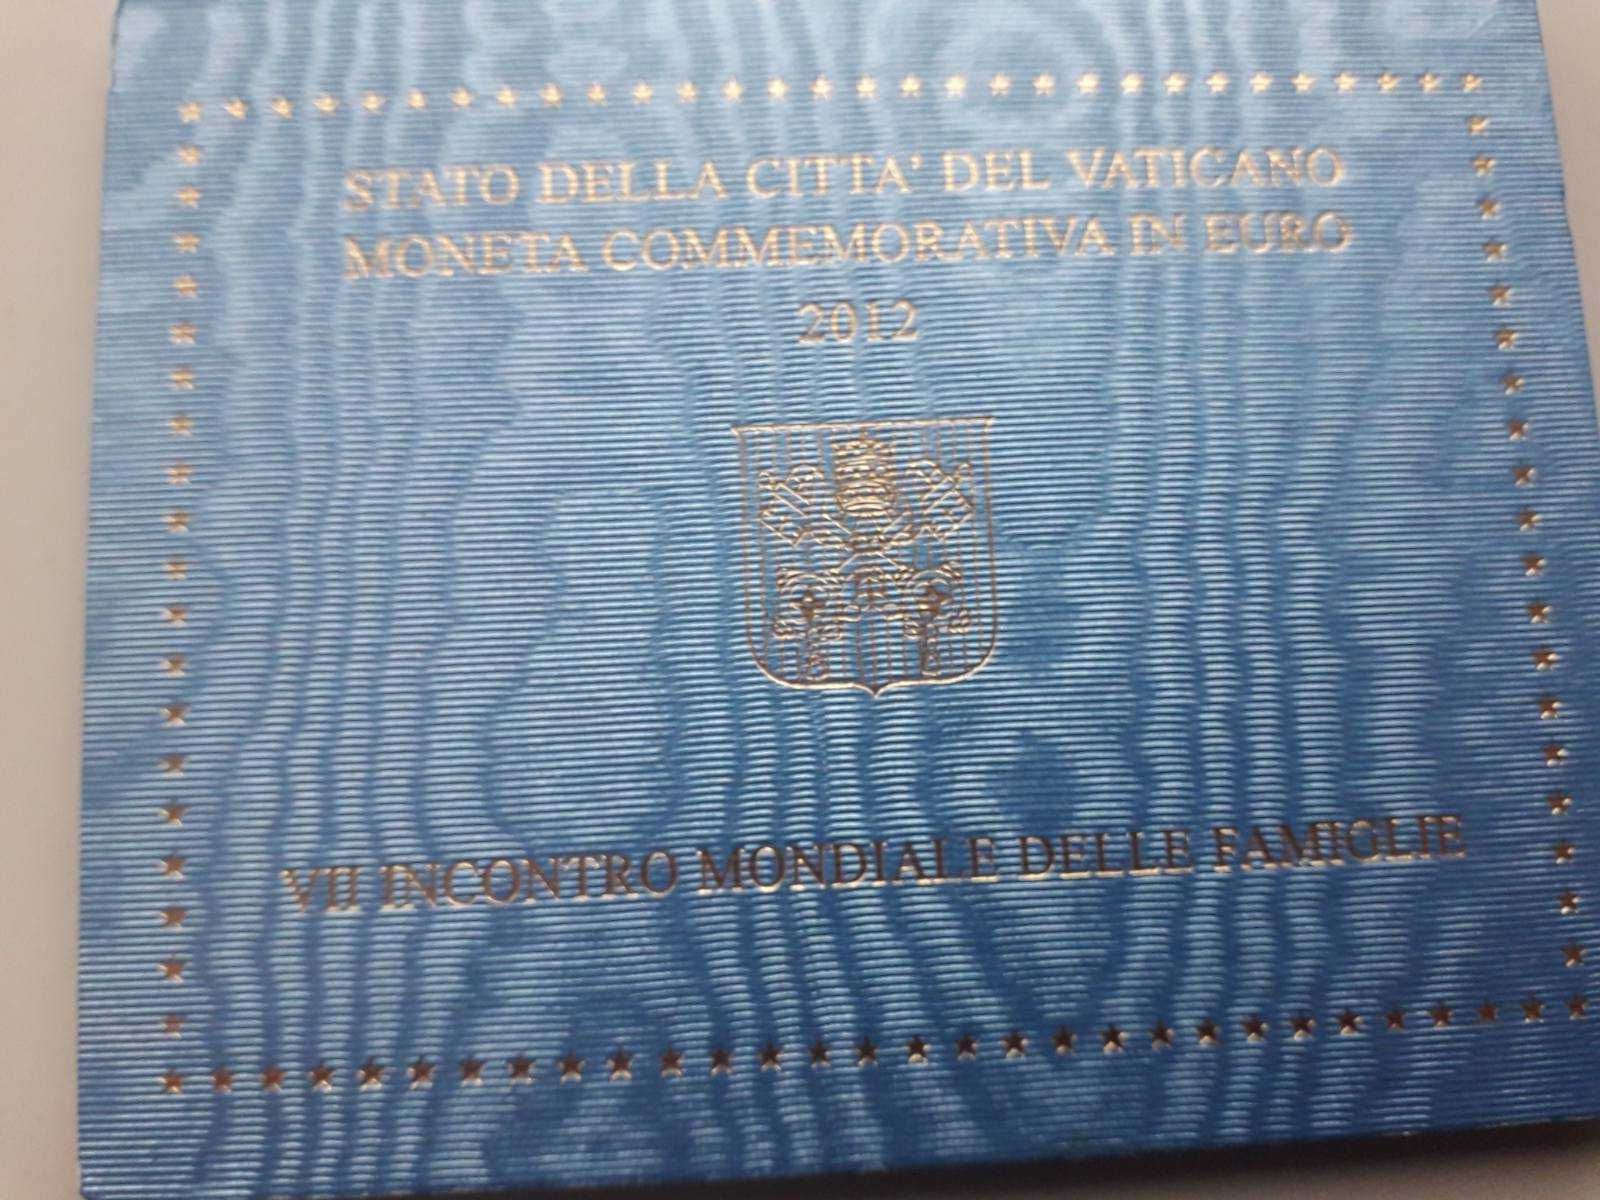 STATO DELLA CITTA' DEL VATICANO
MONETA COMMEMORATIVA IN EURO
2012
VII INCONTRO MONDIALE DELLE FAMIGLIE